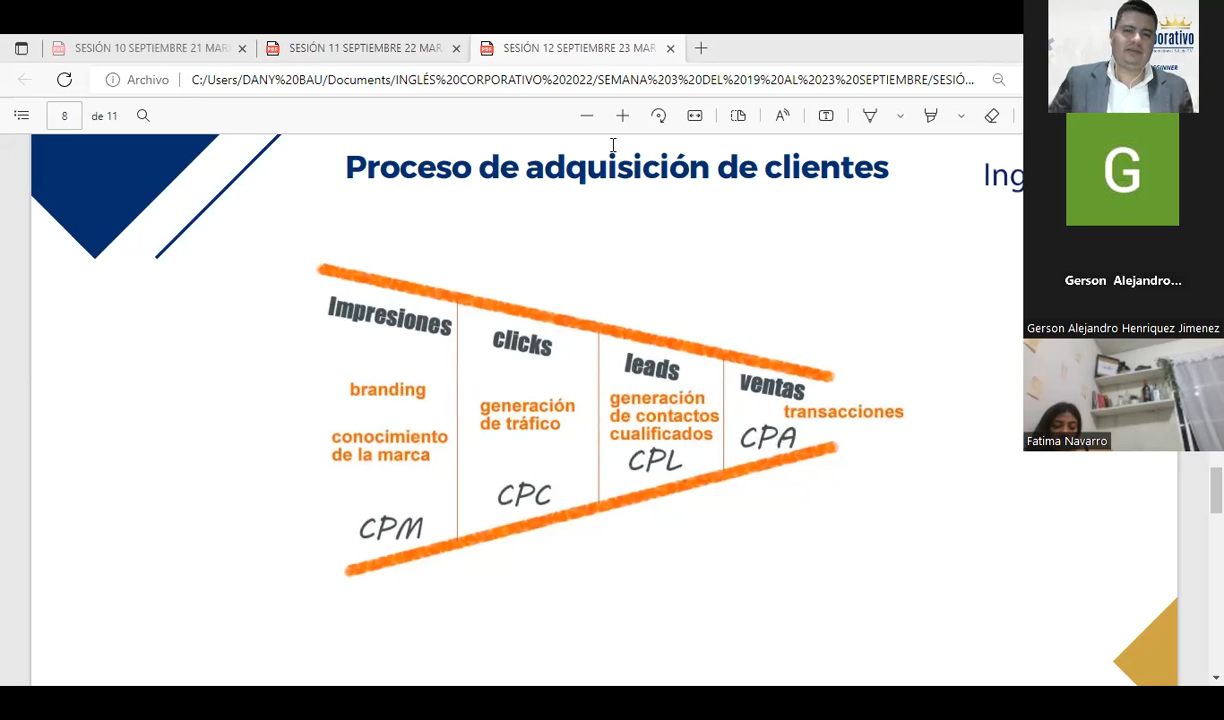 SESIÓN 10 SEPTIEMBRE 21 MAR
SESIÓN 11 SEPTIEMBRE 22 MAR
SESIÓN 12 SEPTIEMBRE 23 MAR
Archivo
C:/Users/DANY%20BAU/Documents/INGLÉS%20CORPORATIVO%202022/SEMANA%203%20DEL%2019%20AL%2023%20SEPTIEMBRE/SESIÓ...
8
de 11
Proceso de adquisición de clientes
Ing
Impresiones
branding
conocimiento
de la marca
CPM
clicks
generación
de tráfico
CPC
leads
generación
de contactos
cualificados
CPL
ventas
transacciones
CPA
orativo
INNER
G
Gerson Alejandro...
Gerson Alejandro Henriquez Jimenez
Fatima Navarro